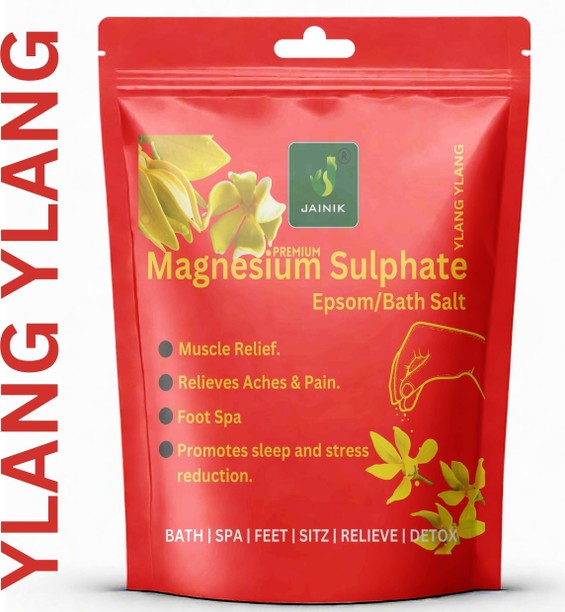 YLANG YLANG
®
JAINIK
YLANG YLANG
PREMIUM
Magnesium Sulphate
Epsom/Bath Salt
Muscle Relief.
Relieves Aches & Pain.
Foot Spa
Promotes sleep and stress
reduction.
BATH | SPA | FEET | SITZ | RELIEVE | DETOX